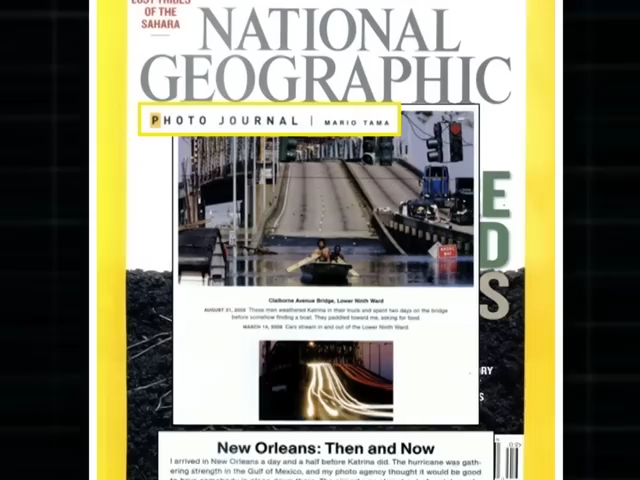 LOST TRIBES
OF THE
SAHARA
NATIONAL
GEOGRAPHIC
PHOTO JOURNAL | MARIO TAMA
E
D
S
Claiborne Avenue Bridge, Lower Ninth Ward
AUGUST 31, 2005 These men weathered Katrina in their trucks and spent two days on the bridge
before somehow finding a boat. They paddled toward me, asking for food.
MARCH 14, 2006 Cars stream in and out of the Lower Ninth Ward.
ORY
S
New Orleans: Then and Now
I arrived in New Orleans a day and a half before Katrina did. The hurricane was gath-
ering strength in the Gulf of Mexico, and my photo agency thought it would be good